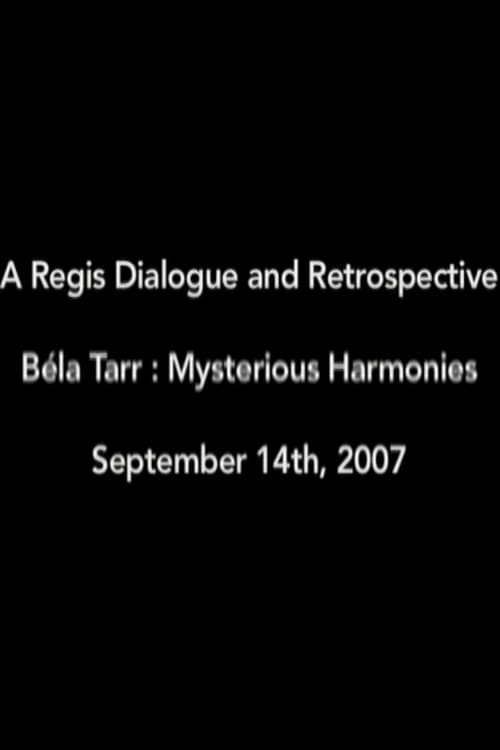 A Regis Dialogue and Retrospective
Béla Tarr : Mysterious Harmonies
September 14th, 2007